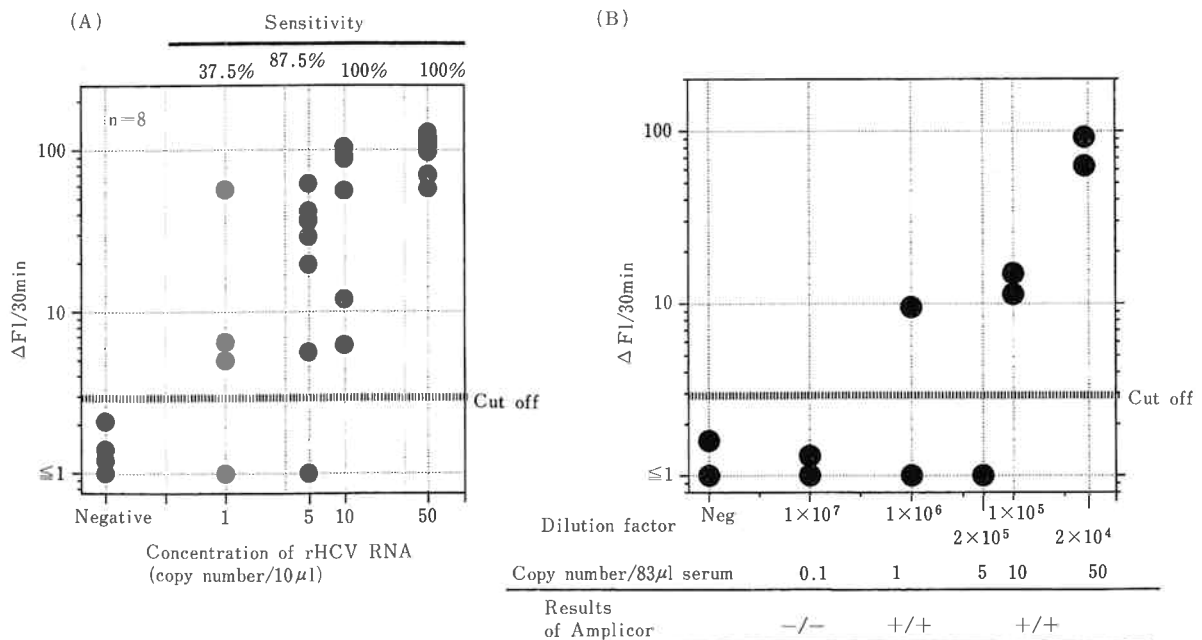 (A)
Sensitivity
37.5% 87.5% 100% 100%
n=8
100
10
≦1
ΔFl/30min
Cut off
Negative 1 5 10 50
Concentration of rHCV RNA
(copy number/10μl)
(B)
100
10
≦1
ΔFl/30min
Cut off
Dilution factor Neg 1×10⁷ 1×10⁶ 2×10⁵ 1×10⁵ 2×10⁴
Copy number/83μl serum 0.1 1 5 10 50
Results
of Amplicor −/− +/+ +/+